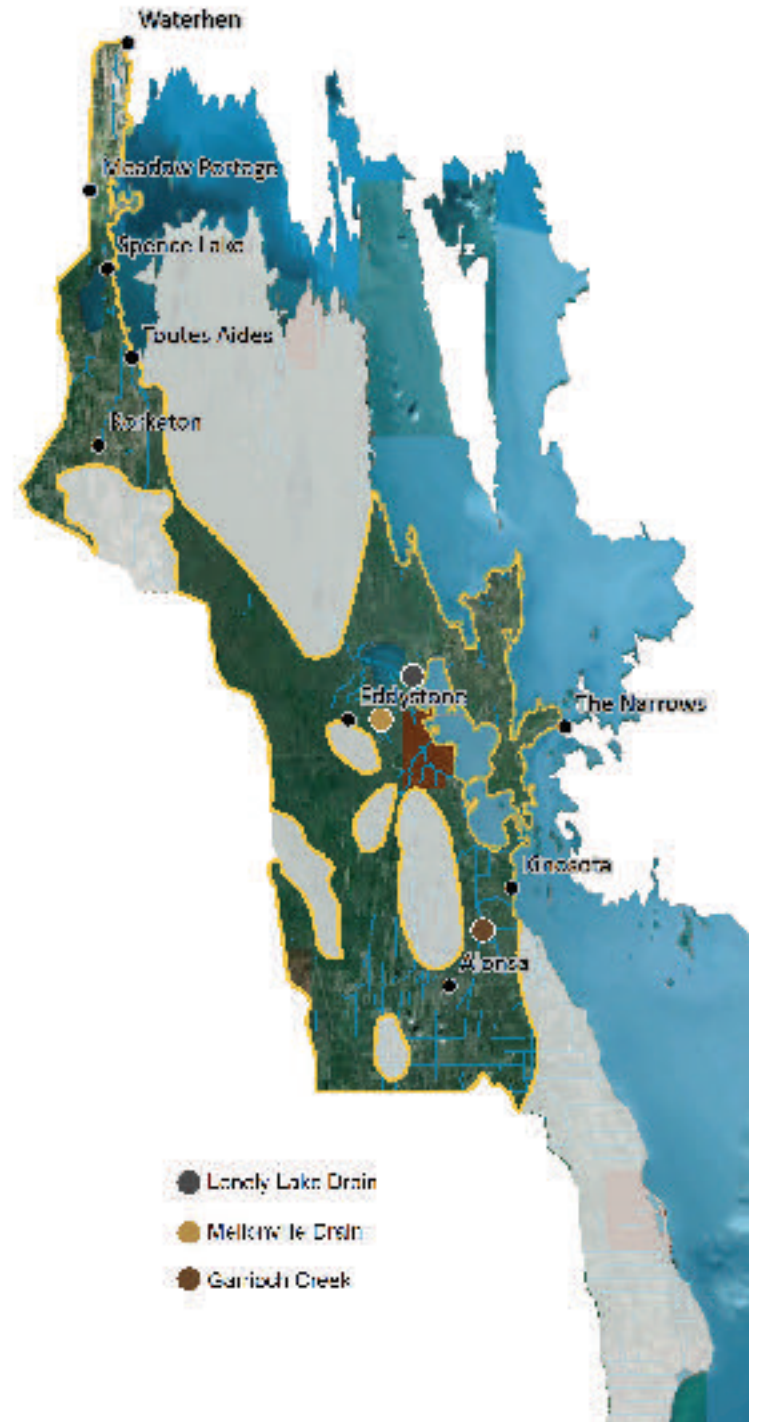 Waterhen
Meadow Portage
Spence Lake
Toutes Aides
Rorketon
Eddystone
The Narrows
Kinosota
Alonsa
Lonely Lake Drain
Mellonville Drain
Garrioch Creek